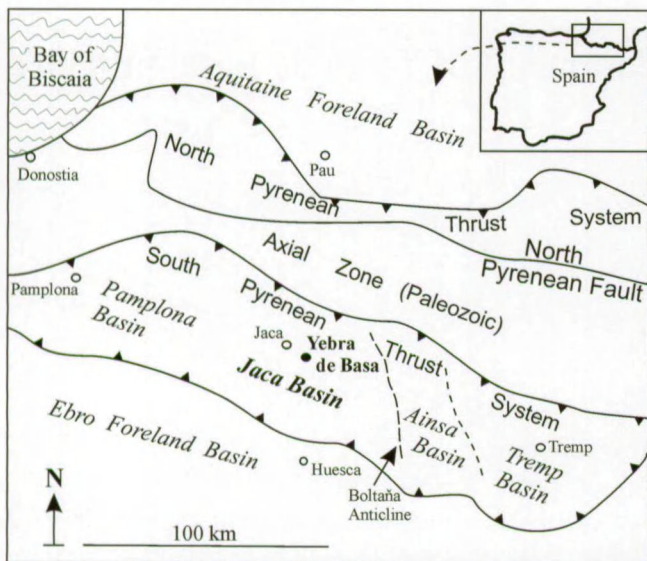 Bay of
Biscaia
Aquitaine Foreland Basin
Spain
Donostia
Pau
North
Pyrenean
Thrust
System
North
Pyrenean Fault
Axial Zone (Paleozoic)
South
Pyrenean
Thrust
System
Pamplona
Pamplona
Basin
Jaca
Yebra
de Basa
Jaca Basin
Ainsa
Basin
Tremp
Tremp
Basin
Ebro Foreland Basin
Huesca
Boltaňa
Anticline
N
100 km